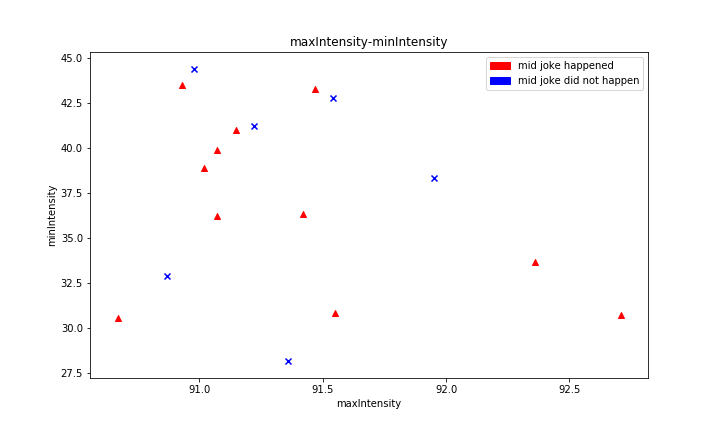 maxIntensity-minIntensity
mid joke happened
mid joke did not happen
45.0
42.5
40.0
37.5
35.0
32.5
30.0
27.5
minIntensity
91.0 91.5 92.0 92.5
maxIntensity